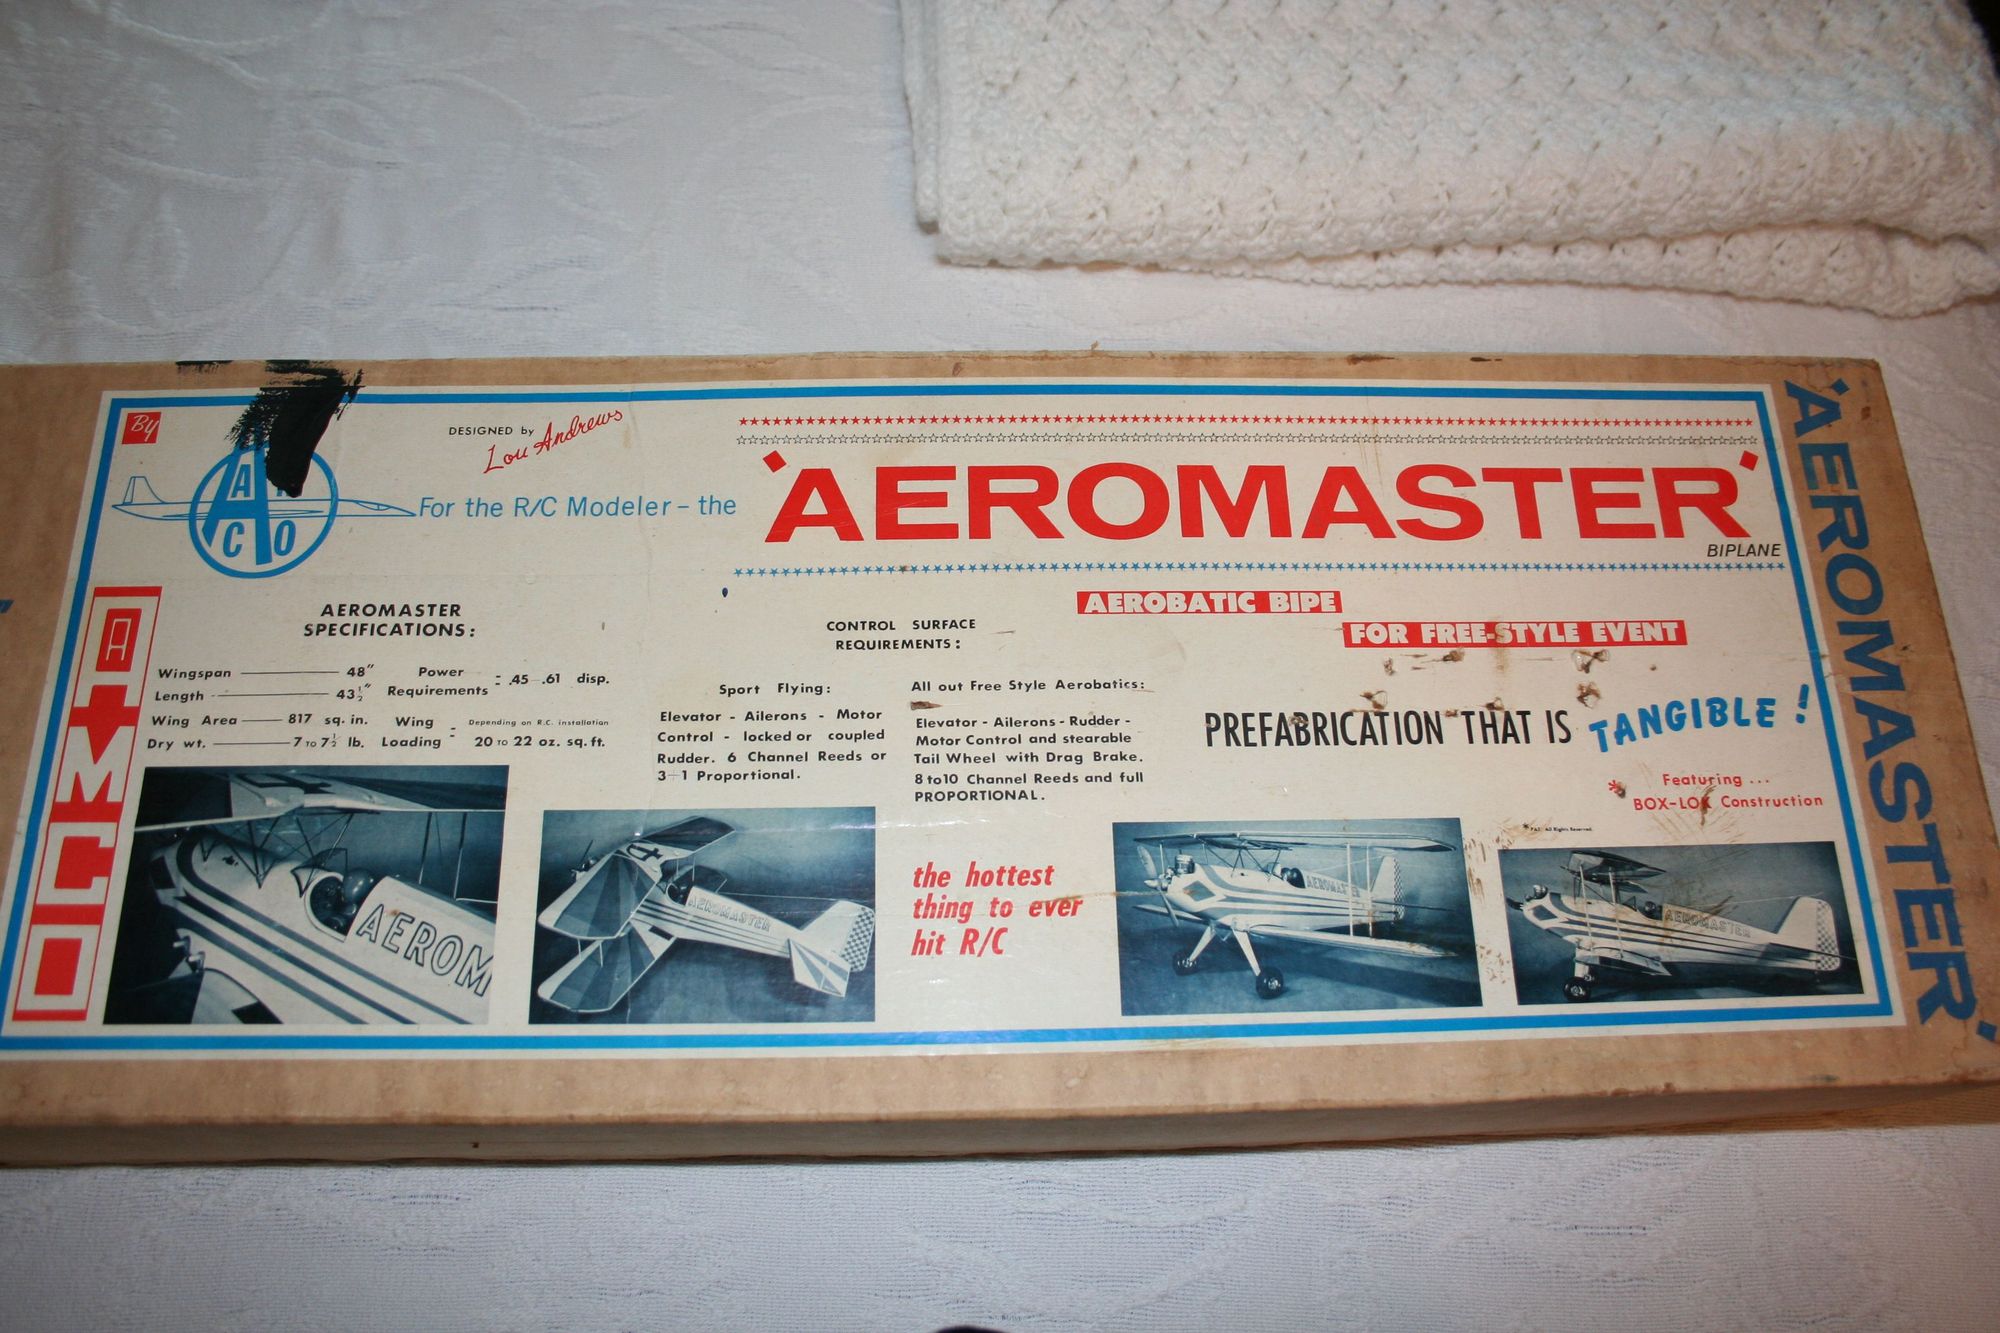 By
DESIGNED by Lou Andrews
For the R/C Modeler - the
'AEROMASTER'
BIPLANE
AAMCO
AEROBATIC BIPE
FOR FREE-STYLE EVENT
AEROMASTER
SPECIFICATIONS:
Wingspan 48"
Length 43½"
Wing Area 817 sq. in.
Dry wt. 7 TO 7½ lb.
Power
Requirements : .45 - .61 disp.
Wing
Loading : Depending on R.C. installation
20 TO 22 oz. sq. ft.
CONTROL SURFACE
REQUIREMENTS:
Sport Flying:
Elevator - Ailerons - Motor
Control - locked or coupled
Rudder. 6 Channel Reeds or
3+1 Proportional.
All out Free Style Aerobatics:
Elevator - Ailerons - Rudder -
Motor Control and stearable
Tail Wheel with Drag Brake.
8 to 10 Channel Reeds and full
PROPORTIONAL.
PREFABRICATION THAT IS TANGIBLE!
* Featuring ...
BOX-LOK Construction
* PAT. All Rights Reserved.
the hottest
thing to ever
hit R/C
AEROM
AEROMASTER
AEROMASTER
AEROMASTER
'AEROMASTER'